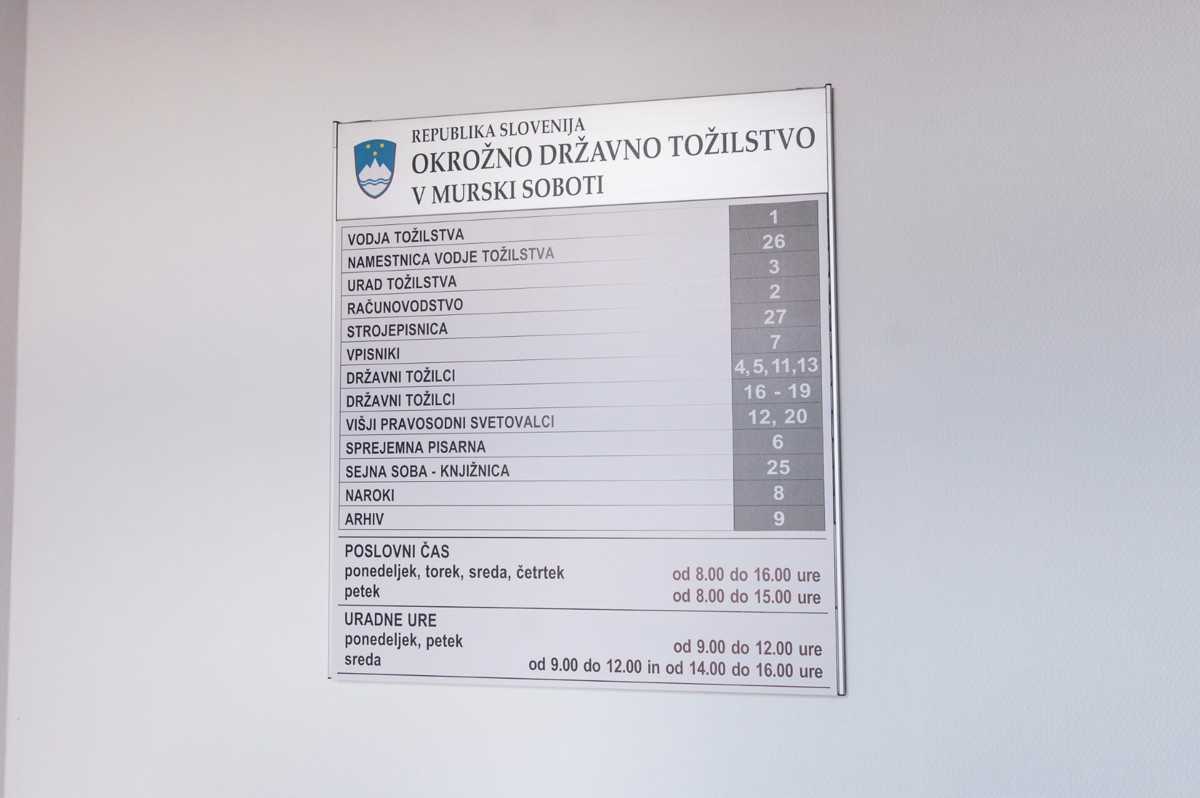 REPUBLIKA SLOVENIJA
OKROŽNO DRŽAVNO TOŽILSTVO
V MURSKI SOBOTI
VODJA TOŽILSTVA 1
NAMESTNICA VODJE TOŽILSTVA 26
URAD TOŽILSTVA 3
RAČUNOVODSTVO 2
STROJEPISNICA 27
VPISNIKI 7
DRŽAVNI TOŽILCI 4, 5, 11,13
DRŽAVNI TOŽILCI 16 - 19
VIŠJI PRAVOSODNI SVETOVALCI 12, 20
SPREJEMNA PISARNA 6
SEJNA SOBA - KNJIŽNICA 25
NAROKI 8
ARHIV 9
POSLOVNI ČAS
ponedeljek, torek, sreda, četrtek od 8.00 do 16.00 ure
petek od 8.00 do 15.00 ure
URADNE URE
ponedeljek, petek od 9.00 do 12.00 ure
sreda od 9.00 do 12.00 in od 14.00 do 16.00 ure